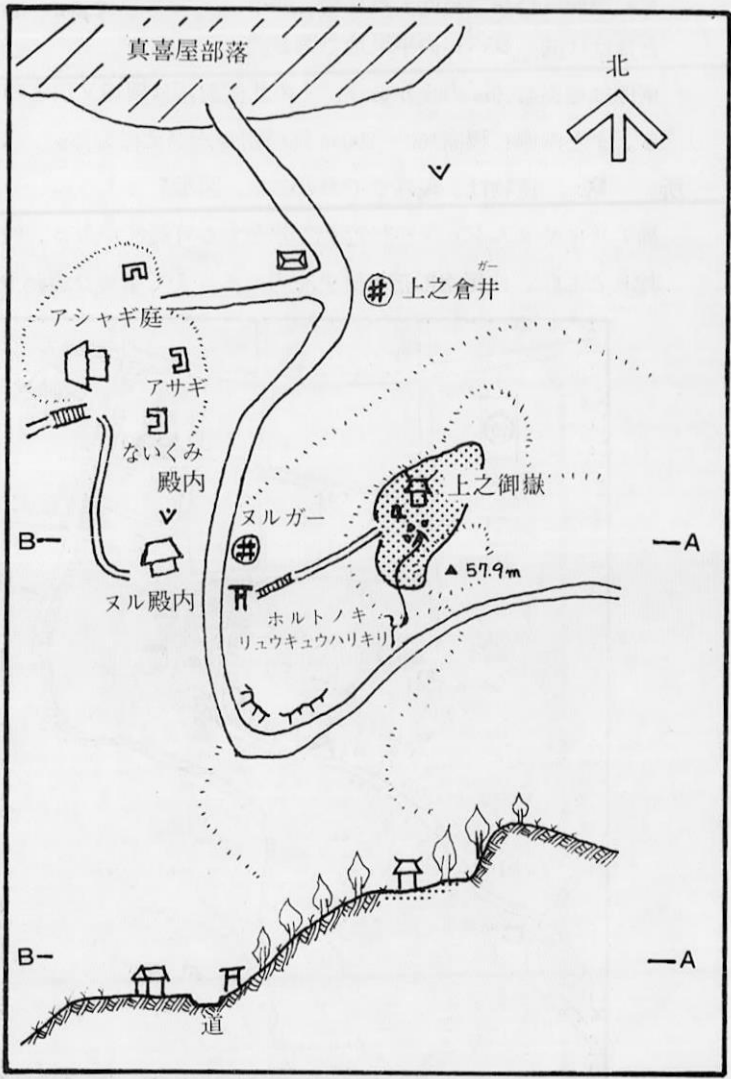 真喜屋部落
北
ガー
上之倉井
アシャギ庭
アサギ
ないくみ
殿内
上之御嶽
ヌルガー
B
A
57.9m
ヌル殿内
ホルトノキ
リュウキュウハリキリ
B
A
道